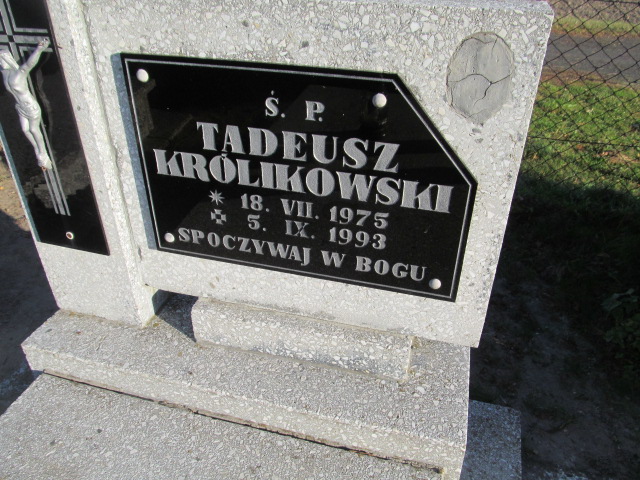 Ś. P.
TADEUSZ
KRÓLIKOWSKI
18. VII. 1975
5. IX. 1993
SPOCZYWAJ W BOGU